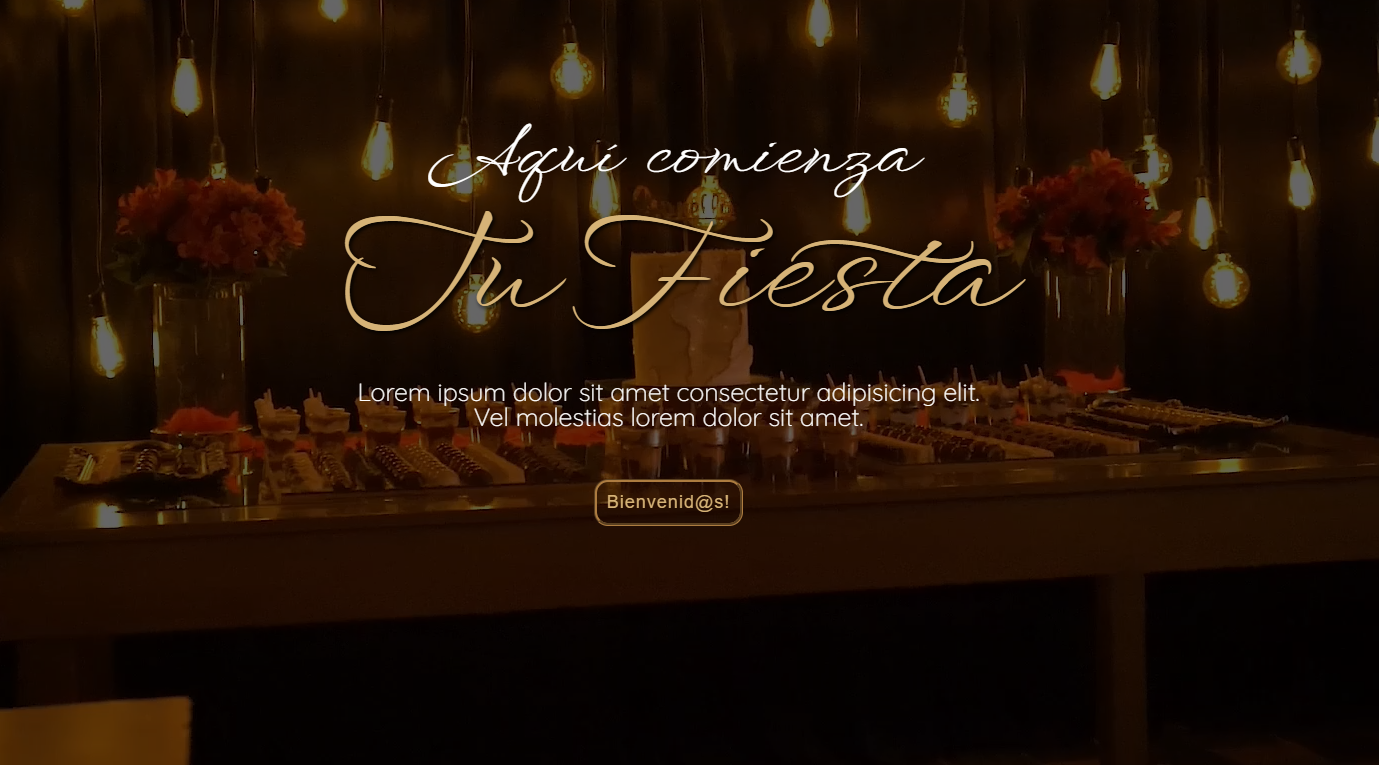 Aquí comienza
Tu Fiesta
Lorem ipsum dolor sit amet consectetur adipisicing elit.
Vel molestias lorem dolor sit amet.
Bienvenid@s!